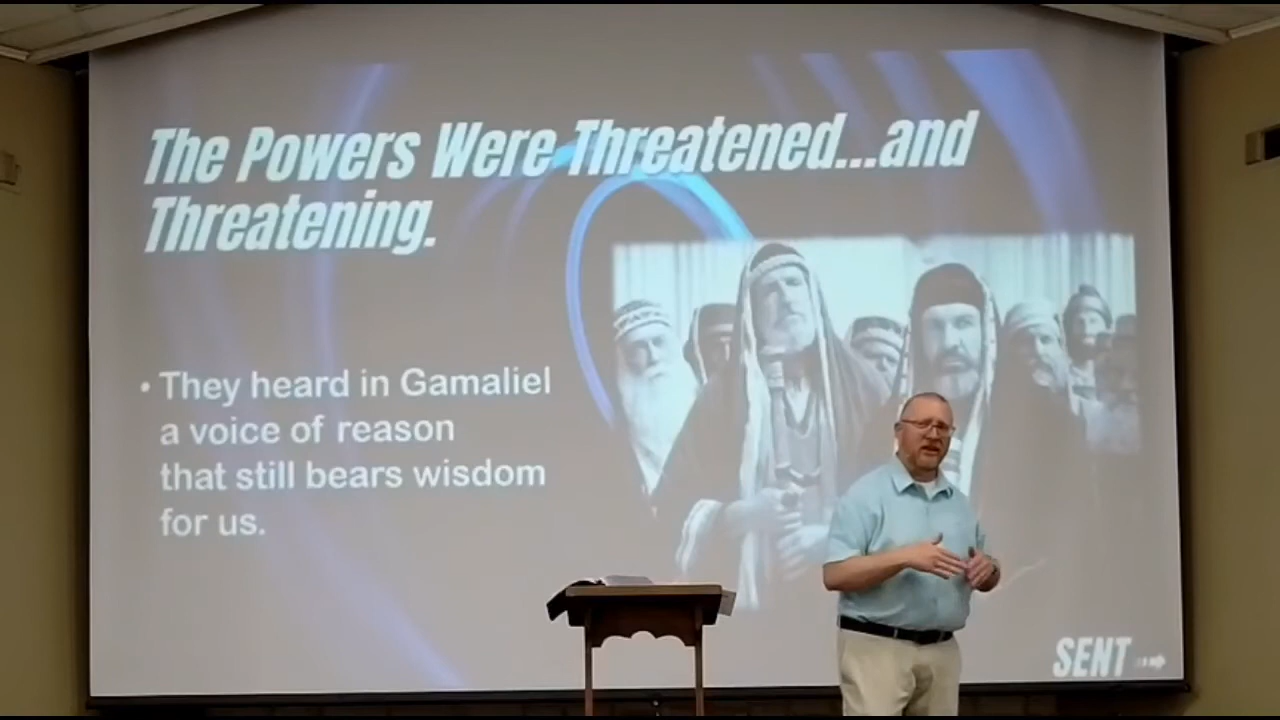 The Powers Were Threatened...and
Threatening.
• They heard in Gamaliel
a voice of reason
that still bears wisdom
for us.
SENT